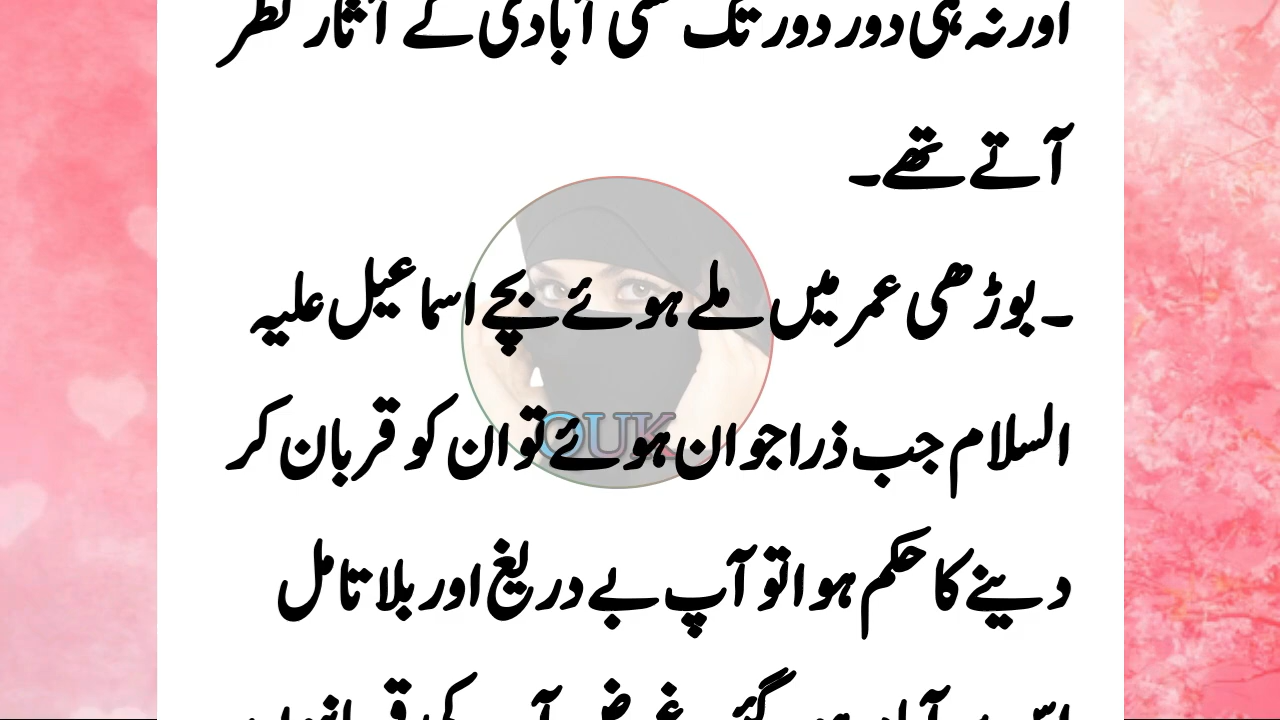 اور نہ ہی دور دور تک کسی آبادی کے آثار نظر
آتے تھے۔
۔بوڑھی عمر میں ملے ہوئے بچے اسماعیل علیہ
السلام جب ذرا جوان ہوئے تو ان کو قربان کر
OUK
دینے کا حکم ہوا تو آپ بے دریغ اور بلا تامل